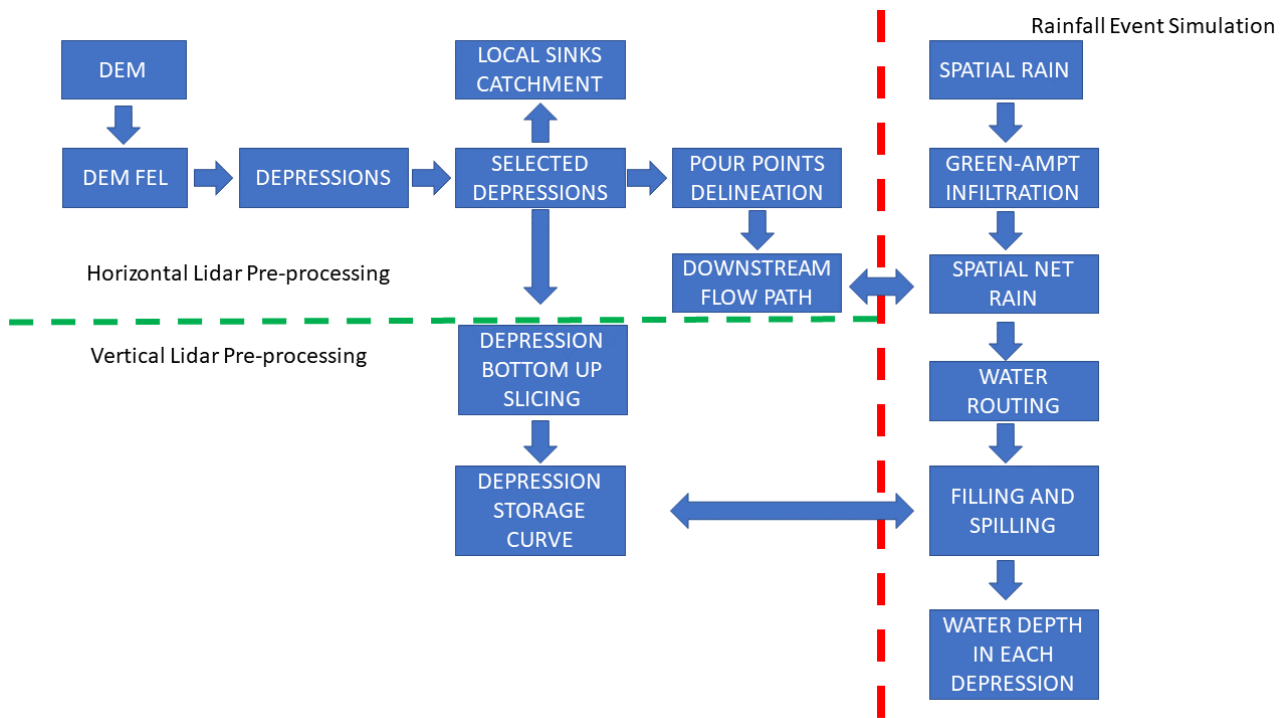 Rainfall Event Simulation
DEM
LOCAL SINKS
CATCHMENT
SPATIAL RAIN
DEM FEL
DEPRESSIONS
SELECTED
DEPRESSIONS
POUR POINTS
DELINEATION
GREEN-AMPT
INFILTRATION
Horizontal Lidar Pre-processing
DOWNSTREAM
FLOW PATH
SPATIAL NET
RAIN
Vertical Lidar Pre-processing
DEPRESSION
BOTTOM UP
SLICING
WATER
ROUTING
DEPRESSION
STORAGE
CURVE
FILLING AND
SPILLING
WATER DEPTH
IN EACH
DEPRESSION